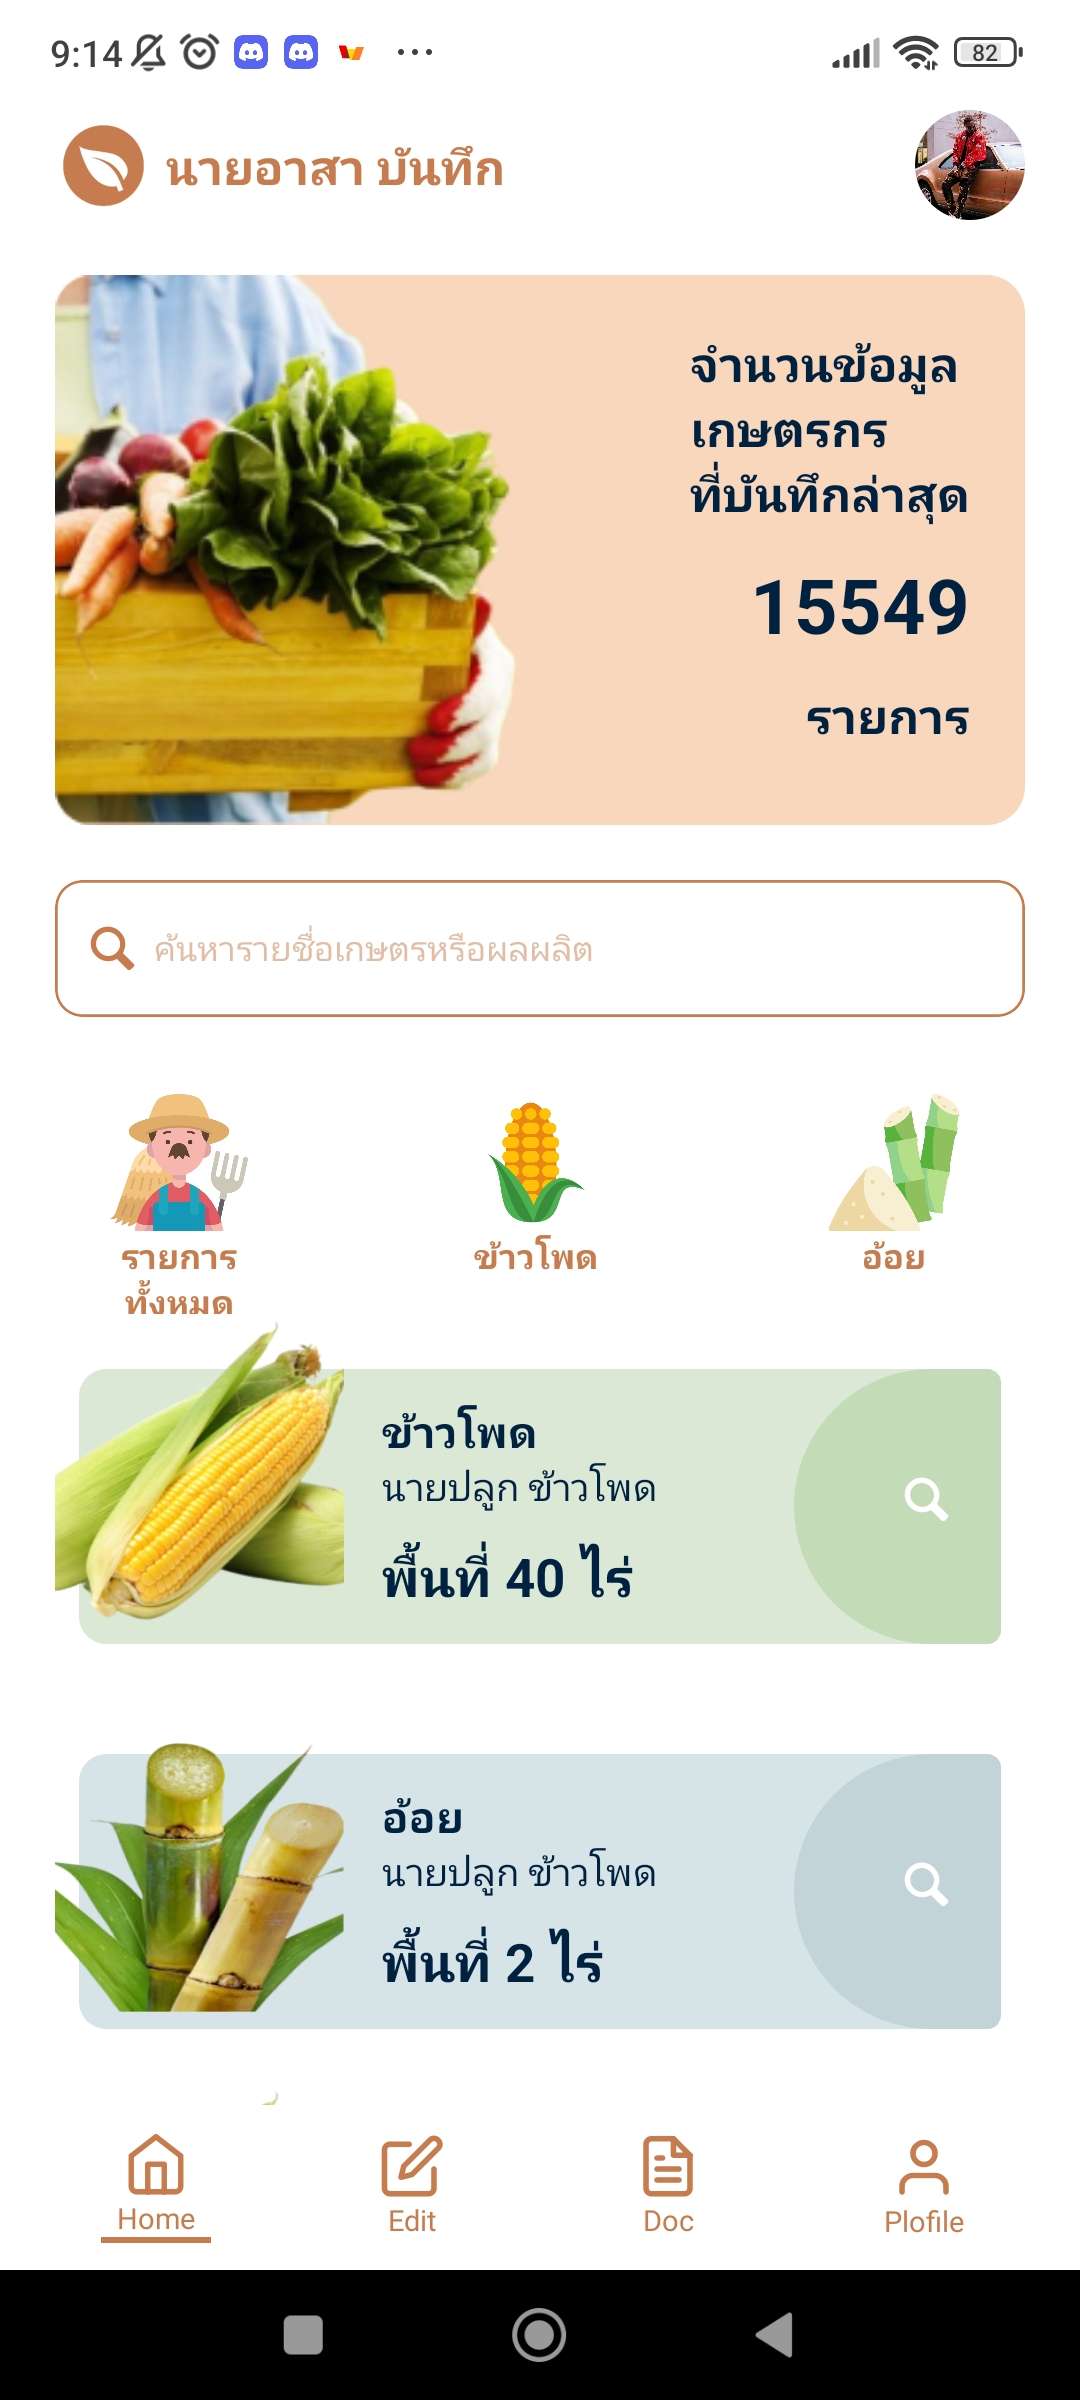 9:14
82
นายอาสา บันทึก
จำนวนข้อมูล
เกษตรกร
ที่บันทึกล่าสุด
15549
รายการ
ค้นหารายชื่อเกษตรหรือผลผลิต
รายการ
ทั้งหมด
ข้าวโพด
อ้อย
ข้าวโพด
นายปลูก ข้าวโพด
พื้นที่ 40 ไร่
อ้อย
นายปลูก ข้าวโพด
พื้นที่ 2 ไร่
Home
Edit
Doc
Plofile